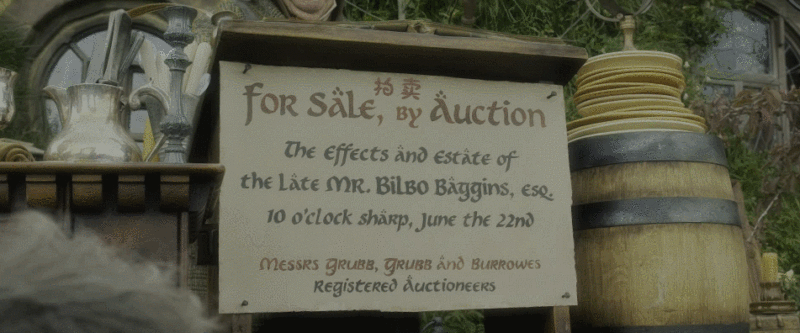 拍卖
For Sale, by Auction
The Effects and Estate of
the Late MR. Bilbo Baggins, Esq.
10 o'clock sharp, June the 22nd
Messrs Grubb, Grubb and Burrowes
Registered Auctioneers